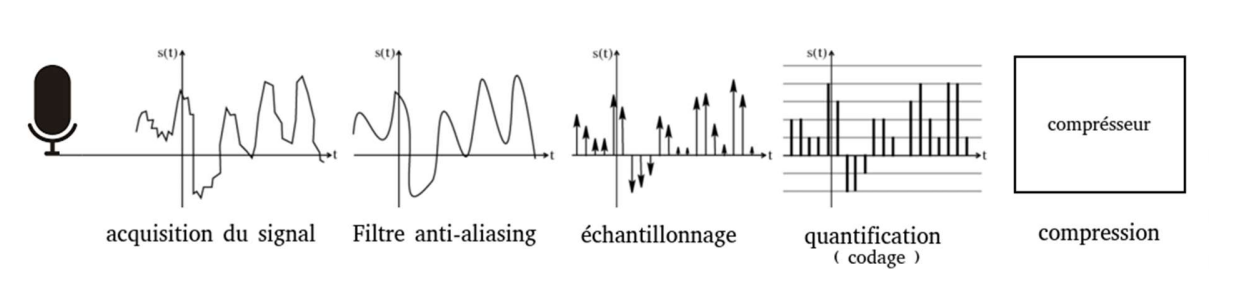 s(t)
t
s(t)
t
s(t)
t
s(t)
t
comprésseur
acquisition du signal
Filtre anti-aliasing
échantillonnage
quantification
( codage )
compression